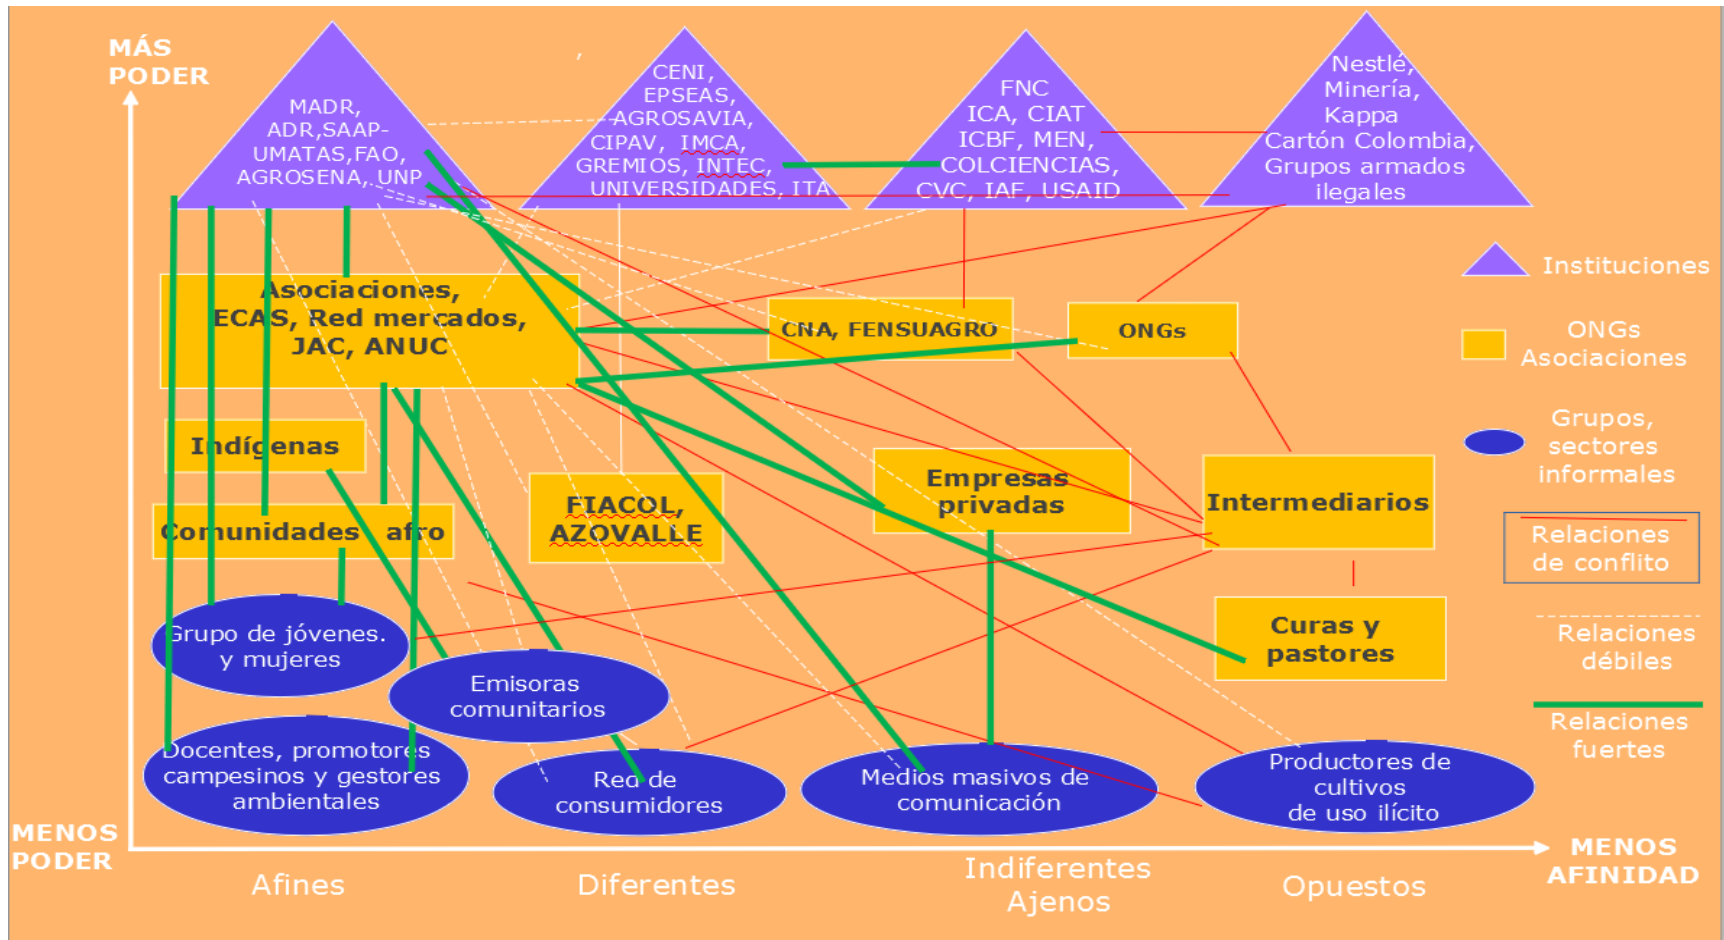 MÁS
PODER
MADR,
ADR,SAAP-
UMATAS,FAO,
AGROSENA, UNP
,
CENI,
EPSEAS,
AGROSAVIA,
CIPAV, IMCA,
GREMIOS, INTEC,
UNIVERSIDADES, ITA
FNC
ICA, CIAT
ICBF, MEN,
COLCIENCIAS,
CVC, IAF, USAID
Nestlé,
Minería,
Kappa
Cartón Colombia,
Grupos armados
ilegales
Asociaciones,
ECAS, Red mercados,
JAC, ANUC
CNA, FENSUAGRO
ONGs
Indígenas
Comunidades afro
FIACOL,
AZOVALLE
Empresas
privadas
Intermediarios
Curas y
pastores
Grupo de jóvenes.
y mujeres
Emisoras
comunitarios
Docentes, promotores
campesinos y gestores
ambientales
Red de
consumidores
Medios masivos de
comunicación
Productores de
cultivos
de uso ilícito
Instituciones
ONGs
Asociaciones
Grupos,
sectores
informales
Relaciones
de conflito
Relaciones
débiles
Relaciones
fuertes
MENOS
PODER
Afines
Diferentes
Indiferentes
Ajenos
Opuestos
MENOS
AFINIDAD